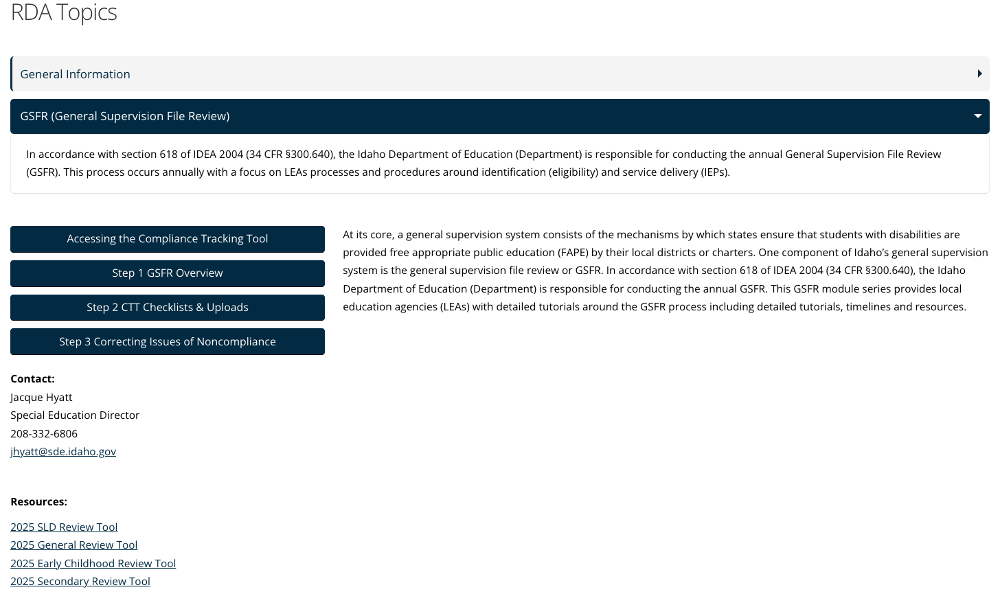 RDA Topics
General Information
GSFR (General Supervision File Review)
In accordance with section 618 of IDEA 2004 (34 CFR §300.640), the Idaho Department of Education (Department) is responsible for conducting the annual General Supervision File Review
(GSFR). This process occurs annually with a focus on LEAs processes and procedures around identification (eligibility) and service delivery (IEPs).
Accessing the Compliance Tracking Tool
Step 1 GSFR Overview
Step 2 CTT Checklists & Uploads
Step 3 Correcting Issues of Noncompliance
At its core, a general supervision system consists of the mechanisms by which states ensure that students with disabilities are
provided free appropriate public education (FAPE) by their local districts or charters. One component of Idaho’s general supervision
system is the general supervision file review or GSFR. In accordance with section 618 of IDEA 2004 (34 CFR §300.640), the Idaho
Department of Education (Department) is responsible for conducting the annual GSFR. This GSFR module series provides local
education agencies (LEAs) with detailed tutorials around the GSFR process including detailed tutorials, timelines and resources.
Contact:
Jacque Hyatt
Special Education Director
208-332-6806
jhyatt@sde.idaho.gov
Resources:
2025 SLD Review Tool
2025 General Review Tool
2025 Early Childhood Review Tool
2025 Secondary Review Tool